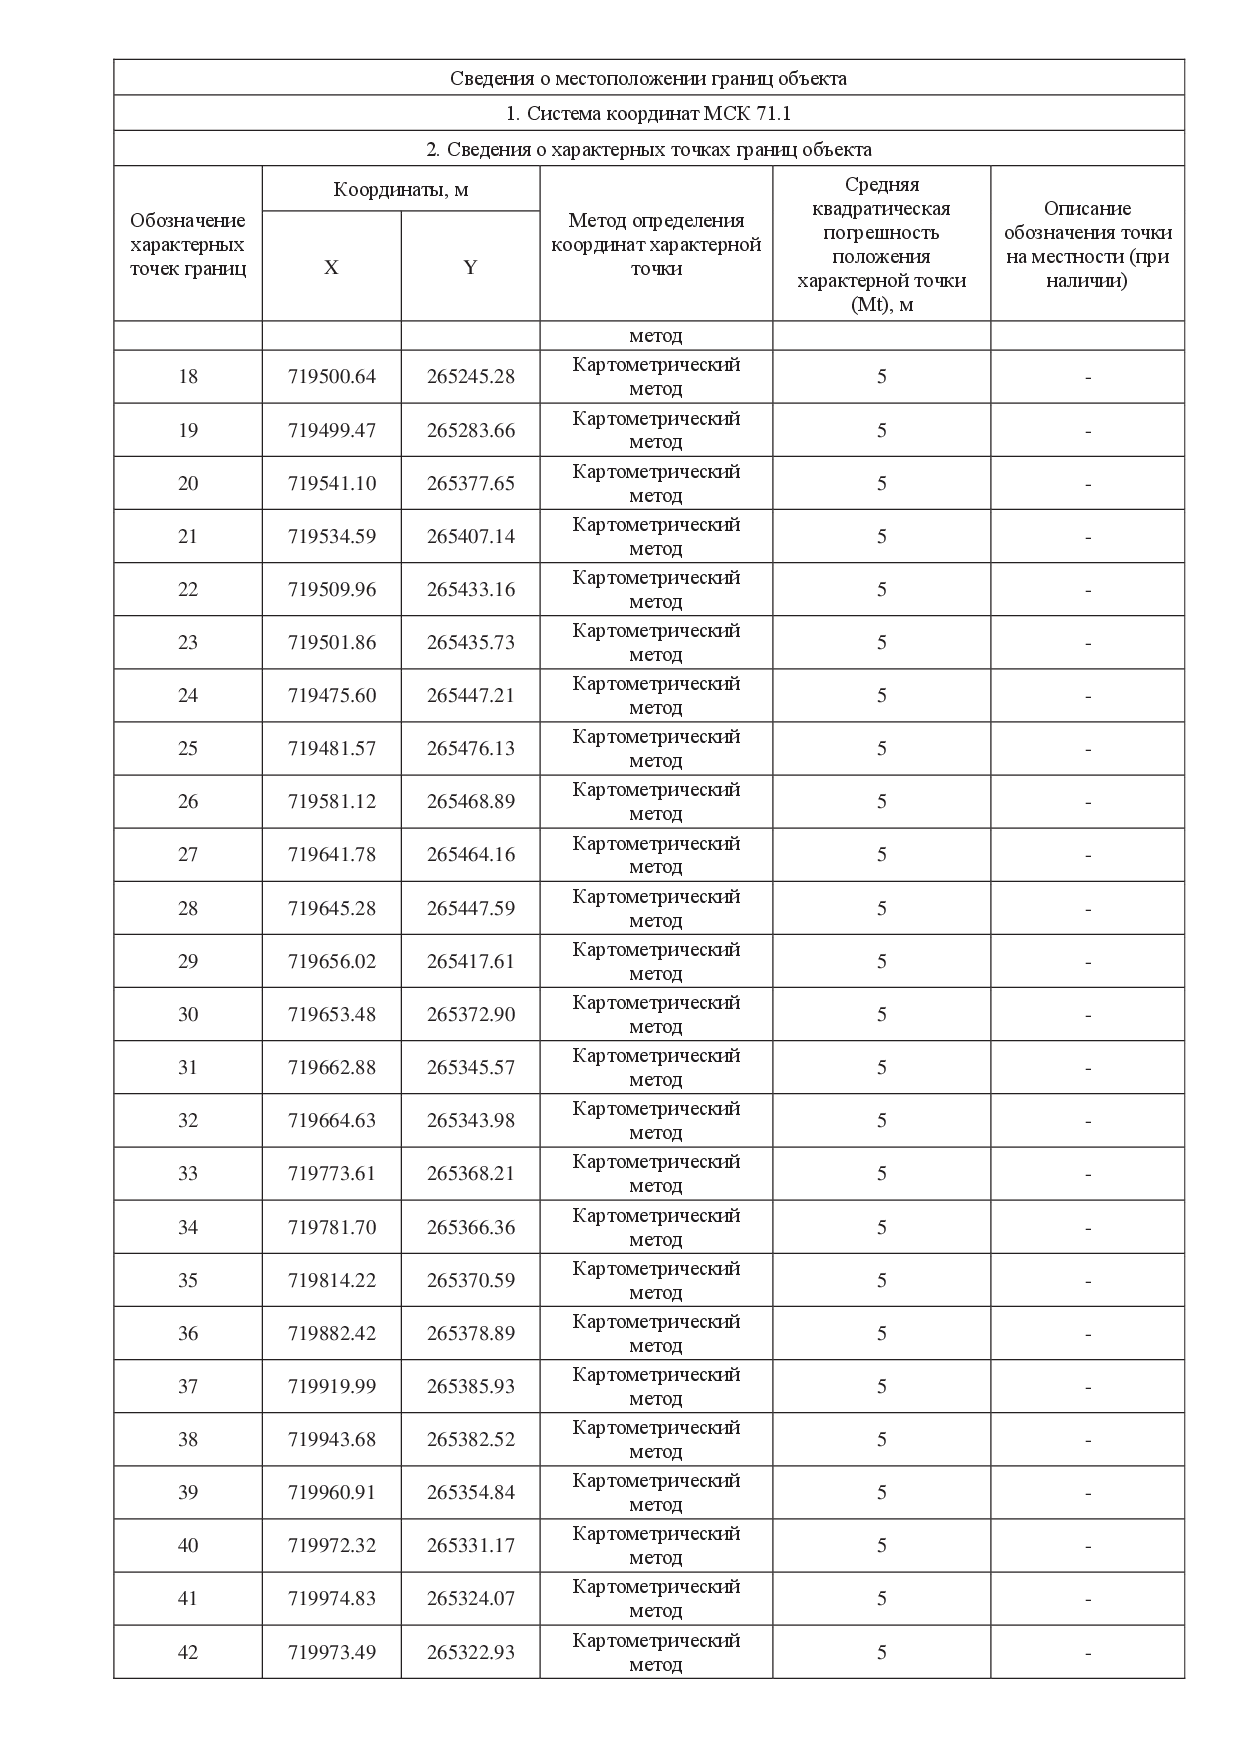 Сведения о местоположении границ объекта
1. Система координат МСК 71.1
2. Сведения о характерных точках границ объекта
Обозначение
характерных
точек границ
Координаты, м
X
Y
Метод определения
координат характерной
точки
Средняя
квадратическая
погрешность
положения
характерной точки
(Mt), м
Описание
обозначения точки
на местности (при
наличии)
метод
18 719500.64 265245.28 Картометрический
метод
5 -
19 719499.47 265283.66 Картометрический
метод
5 -
20 719541.10 265377.65 Картометрический
метод
5 -
21 719534.59 265407.14 Картометрический
метод
5 -
22 719509.96 265433.16 Картометрический
метод
5 -
23 719501.86 265435.73 Картометрический
метод
5 -
24 719475.60 265447.21 Картометрический
метод
5 -
25 719481.57 265476.13 Картометрический
метод
5 -
26 719581.12 265468.89 Картометрический
метод
5 -
27 719641.78 265464.16 Картометрический
метод
5 -
28 719645.28 265447.59 Картометрический
метод
5 -
29 719656.02 265417.61 Картометрический
метод
5 -
30 719653.48 265372.90 Картометрический
метод
5 -
31 719662.88 265345.57 Картометрический
метод
5 -
32 719664.63 265343.98 Картометрический
метод
5 -
33 719773.61 265368.21 Картометрический
метод
5 -
34 719781.70 265366.36 Картометрический
метод
5 -
35 719814.22 265370.59 Картометрический
метод
5 -
36 719882.42 265378.89 Картометрический
метод
5 -
37 719919.99 265385.93 Картометрический
метод
5 -
38 719943.68 265382.52 Картометрический
метод
5 -
39 719960.91 265354.84 Картометрический
метод
5 -
40 719972.32 265331.17 Картометрический
метод
5 -
41 719974.83 265324.07 Картометрический
метод
5 -
42 719973.49 265322.93 Картометрический
метод
5 -